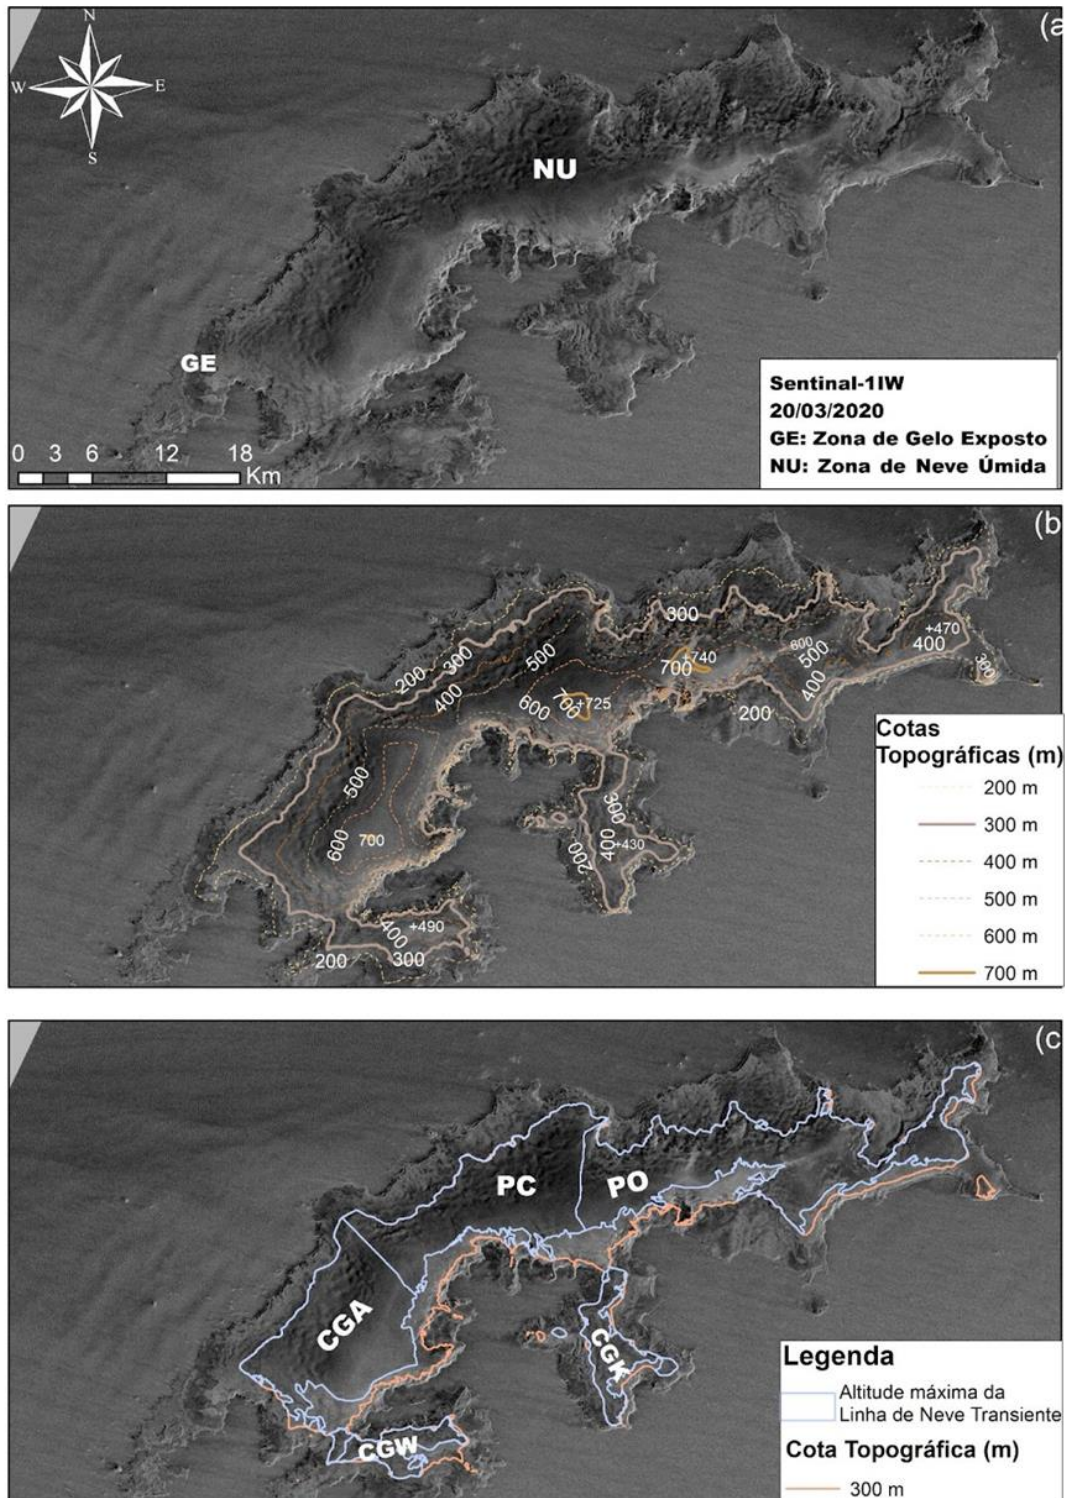 (a
N
W
E
S
NU
GE
Sentinal-1IW
20/03/2020
GE: Zona de Gelo Exposto
NU: Zona de Neve Úmida
0 3 6 12 18
Km
(b
+470
400
300
300
600
500
+740
700
400
200
500
300
200
400
700
+725
600
500
600
700
300
400
+430
200
400
+490
200
300
Cotas
Topográficas (m)
200 m
300 m
400 m
500 m
600 m
700 m
(c
PC
PO
CGA
CGK
CGW
Legenda
Altitude máxima da
Linha de Neve Transiente
Cota Topográfica (m)
300 m